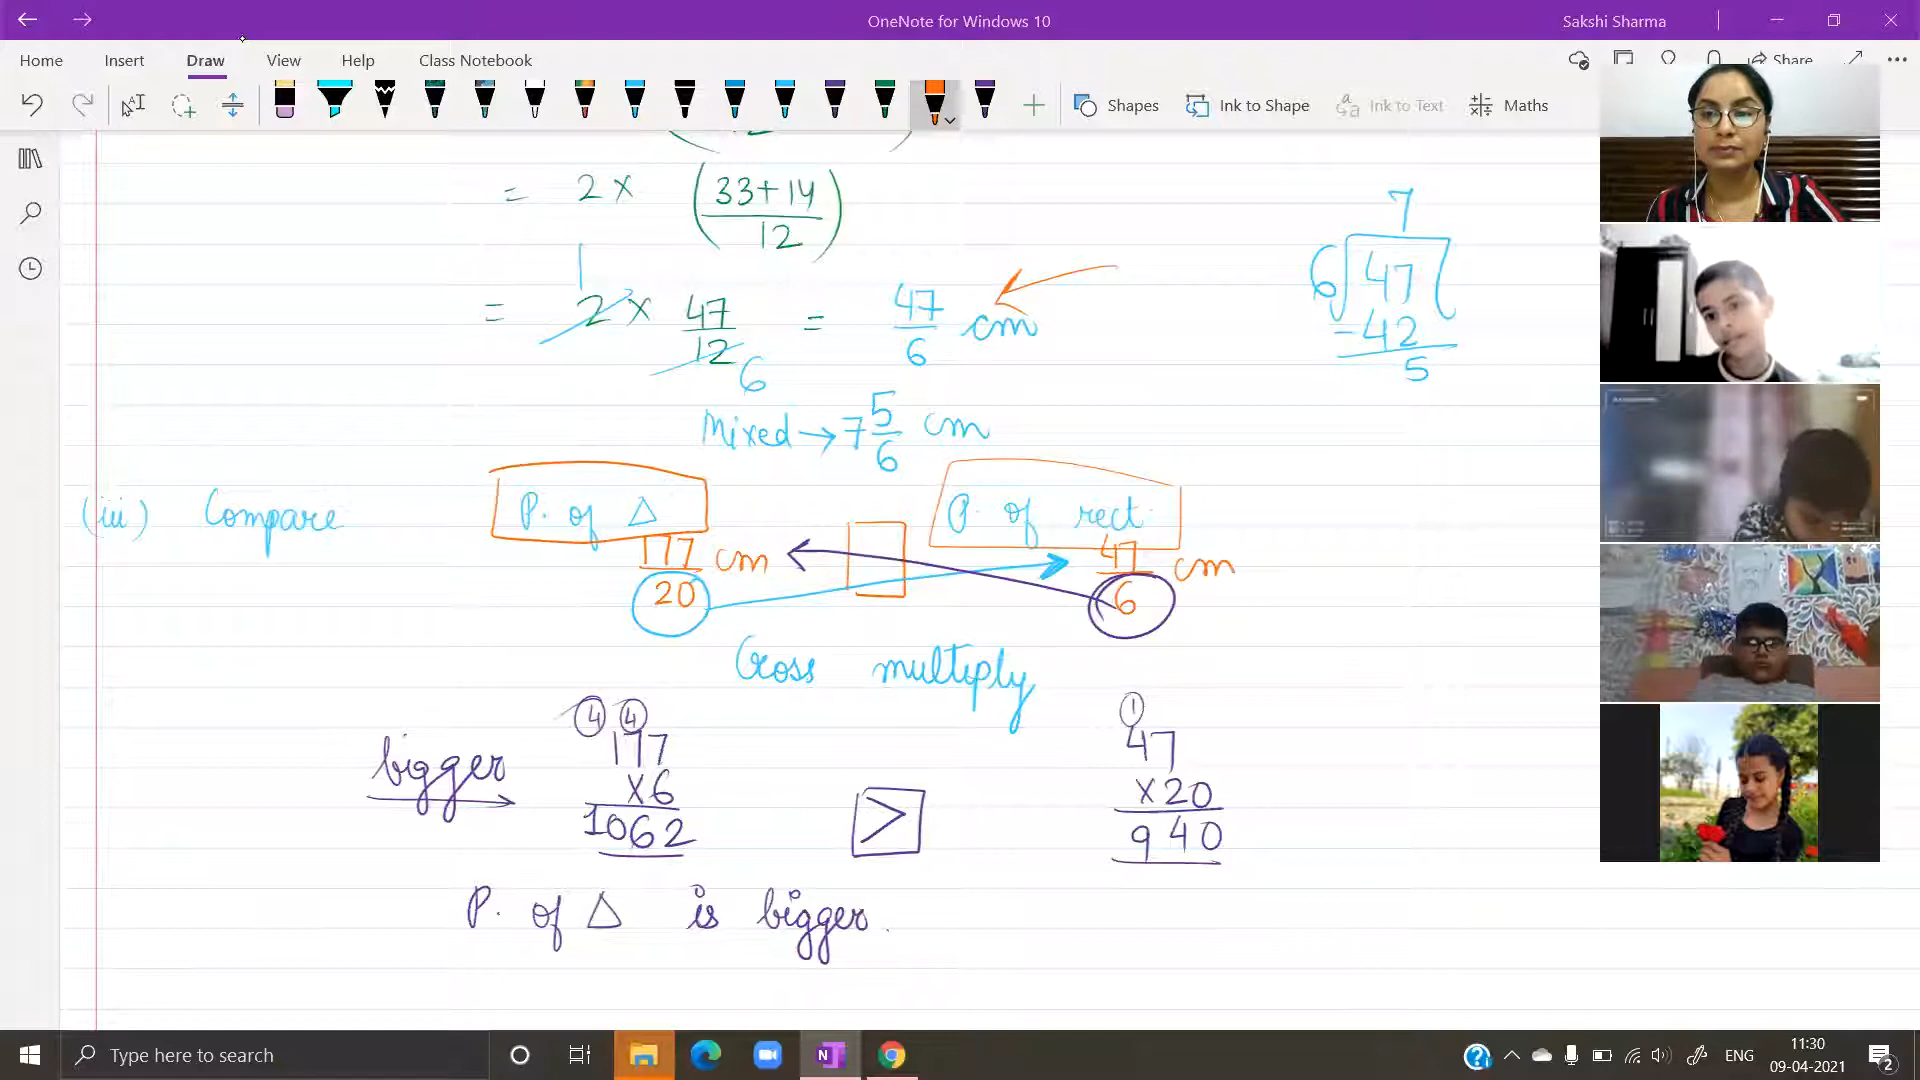 OneNote for Windows 10
Sakshi Sharma
Home Insert Draw View Help Class Notebook Share
Shapes Ink to Shape Ink to Text Maths
= 2 × (33+14 / 12)
1
= 2 × 47/12 = 47/6 cm
6
7
6 ) 47 (
-42
5
Mixed → 7 5/6 cm
(iii) Compare P. of Δ P. of rect.
177/20 cm 47/6 cm
Cross multiply
4 4 1
bigger 177 47
×6 ×20
1062 > 940
P. of Δ is bigger.
Type here to search
ENG
11:30
09-04-2021
2